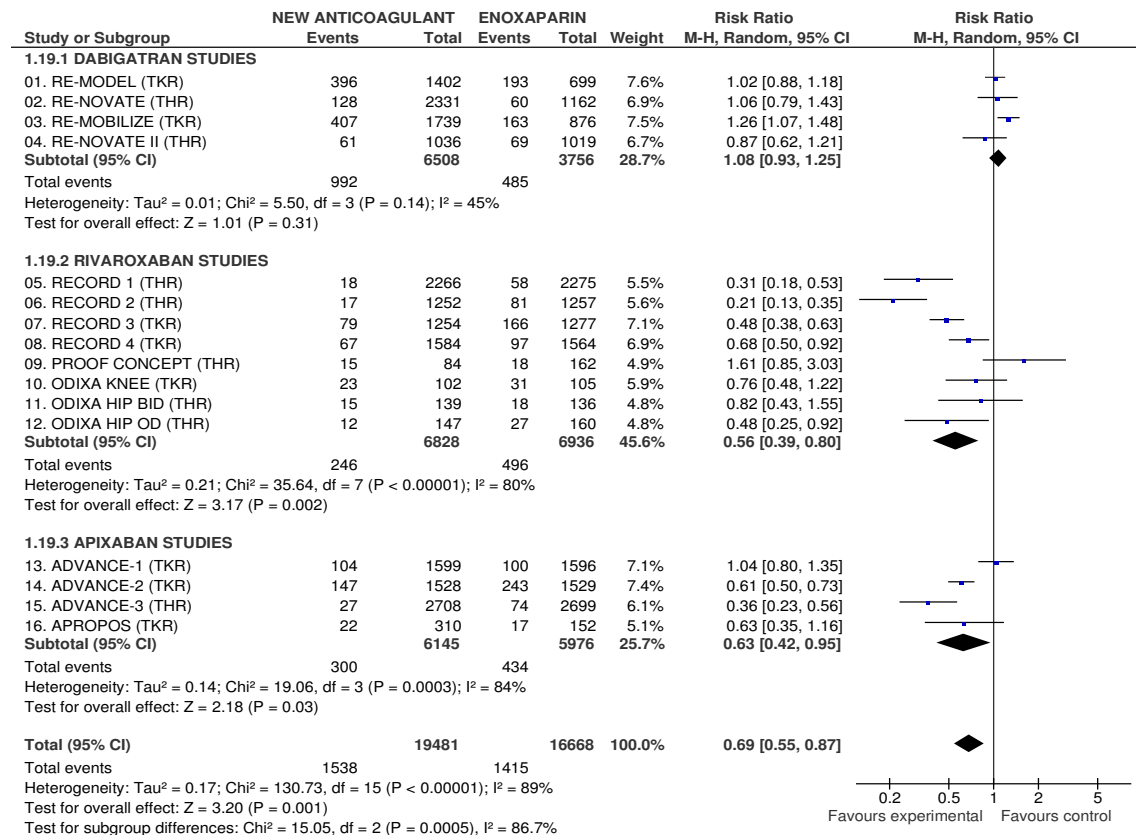 NEW ANTICOAGULANT ENOXAPARIN Risk Ratio Risk Ratio
Study or Subgroup Events Total Events Total Weight M-H, Random, 95% CI M-H, Random, 95% CI
1.19.1 DABIGATRAN STUDIES
01. RE-MODEL (TKR) 396 1402 193 699 7.6% 1.02 [0.88, 1.18]
02. RE-NOVATE (THR) 128 2331 60 1162 6.9% 1.06 [0.79, 1.43]
03. RE-MOBILIZE (TKR) 407 1739 163 876 7.5% 1.26 [1.07, 1.48]
04. RE-NOVATE II (THR) 61 1036 69 1019 6.7% 0.87 [0.62, 1.21]
Subtotal (95% CI) 6508 3756 28.7% 1.08 [0.93, 1.25]
Total events 992 485
Heterogeneity: Tau² = 0.01; Chi² = 5.50, df = 3 (P = 0.14); I² = 45%
Test for overall effect: Z = 1.01 (P = 0.31)
1.19.2 RIVAROXABAN STUDIES
05. RECORD 1 (THR) 18 2266 58 2275 5.5% 0.31 [0.18, 0.53]
06. RECORD 2 (THR) 17 1252 81 1257 5.6% 0.21 [0.13, 0.35]
07. RECORD 3 (TKR) 79 1254 166 1277 7.1% 0.48 [0.38, 0.63]
08. RECORD 4 (TKR) 67 1584 97 1564 6.9% 0.68 [0.50, 0.92]
09. PROOF CONCEPT (THR) 15 84 18 162 4.9% 1.61 [0.85, 3.03]
10. ODIXA KNEE (TKR) 23 102 31 105 5.9% 0.76 [0.48, 1.22]
11. ODIXA HIP BID (THR) 15 139 18 136 4.8% 0.82 [0.43, 1.55]
12. ODIXA HIP OD (THR) 12 147 27 160 4.8% 0.48 [0.25, 0.92]
Subtotal (95% CI) 6828 6936 45.6% 0.56 [0.39, 0.80]
Total events 246 496
Heterogeneity: Tau² = 0.21; Chi² = 35.64, df = 7 (P < 0.00001); I² = 80%
Test for overall effect: Z = 3.17 (P = 0.002)
1.19.3 APIXABAN STUDIES
13. ADVANCE-1 (TKR) 104 1599 100 1596 7.1% 1.04 [0.80, 1.35]
14. ADVANCE-2 (TKR) 147 1528 243 1529 7.4% 0.61 [0.50, 0.73]
15. ADVANCE-3 (THR) 27 2708 74 2699 6.1% 0.36 [0.23, 0.56]
16. APROPOS (TKR) 22 310 17 152 5.1% 0.63 [0.35, 1.16]
Subtotal (95% CI) 6145 5976 25.7% 0.63 [0.42, 0.95]
Total events 300 434
Heterogeneity: Tau² = 0.14; Chi² = 19.06, df = 3 (P = 0.0003); I² = 84%
Test for overall effect: Z = 2.18 (P = 0.03)
Total (95% CI) 19481 16668 100.0% 0.69 [0.55, 0.87]
Total events 1538 1415
Heterogeneity: Tau² = 0.17; Chi² = 130.73, df = 15 (P < 0.00001); I² = 89%
Test for overall effect: Z = 3.20 (P = 0.001)
Test for subgroup differences: Chi² = 15.05, df = 2 (P = 0.0005), I² = 86.7%
0.2 0.5 1 2 5
Favours experimental Favours control